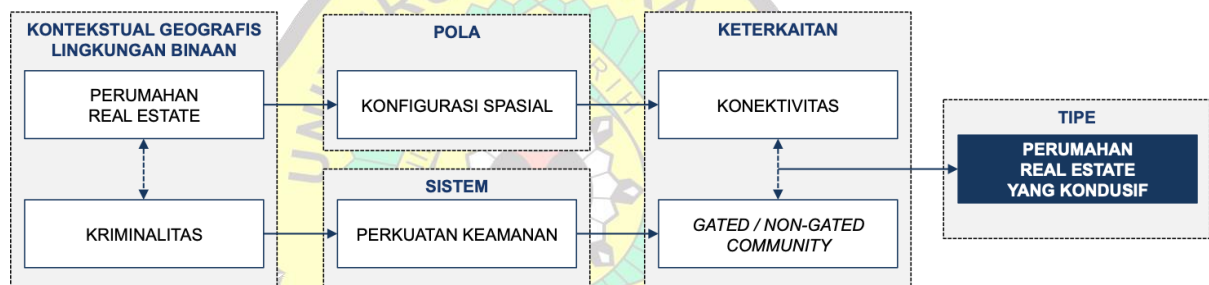 KONTEKSTUAL GEOGRAFIS
LINGKUNGAN BINAAN
PERUMAHAN
REAL ESTATE
KRIMINALITAS
POLA
KONFIGURASI SPASIAL
SISTEM
PERKUATAN KEAMANAN
KETERKAITAN
KONEKTIVITAS
GATED / NON-GATED
COMMUNITY
TIPE
PERUMAHAN
REAL ESTATE
YANG KONDUSIF